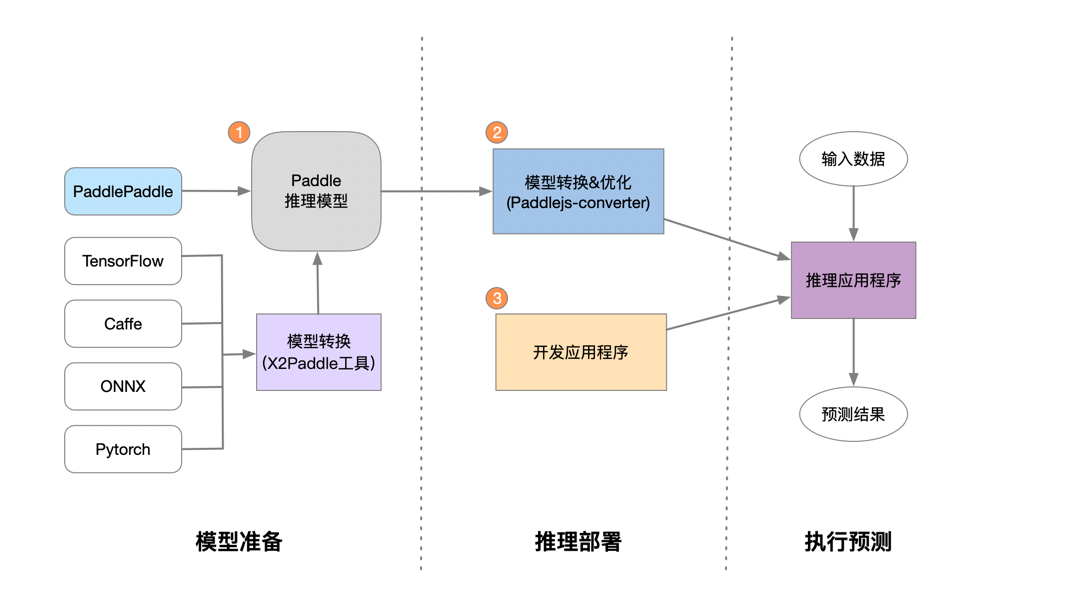 1
PaddlePaddle
Paddle
推理模型
TensorFlow
Caffe
ONNX
Pytorch
模型转换
(X2Paddle工具)
模型准备
2
模型转换&优化
(Paddlejs-converter)
3
开发应用程序
推理部署
输入数据
推理应用程序
预测结果
执行预测